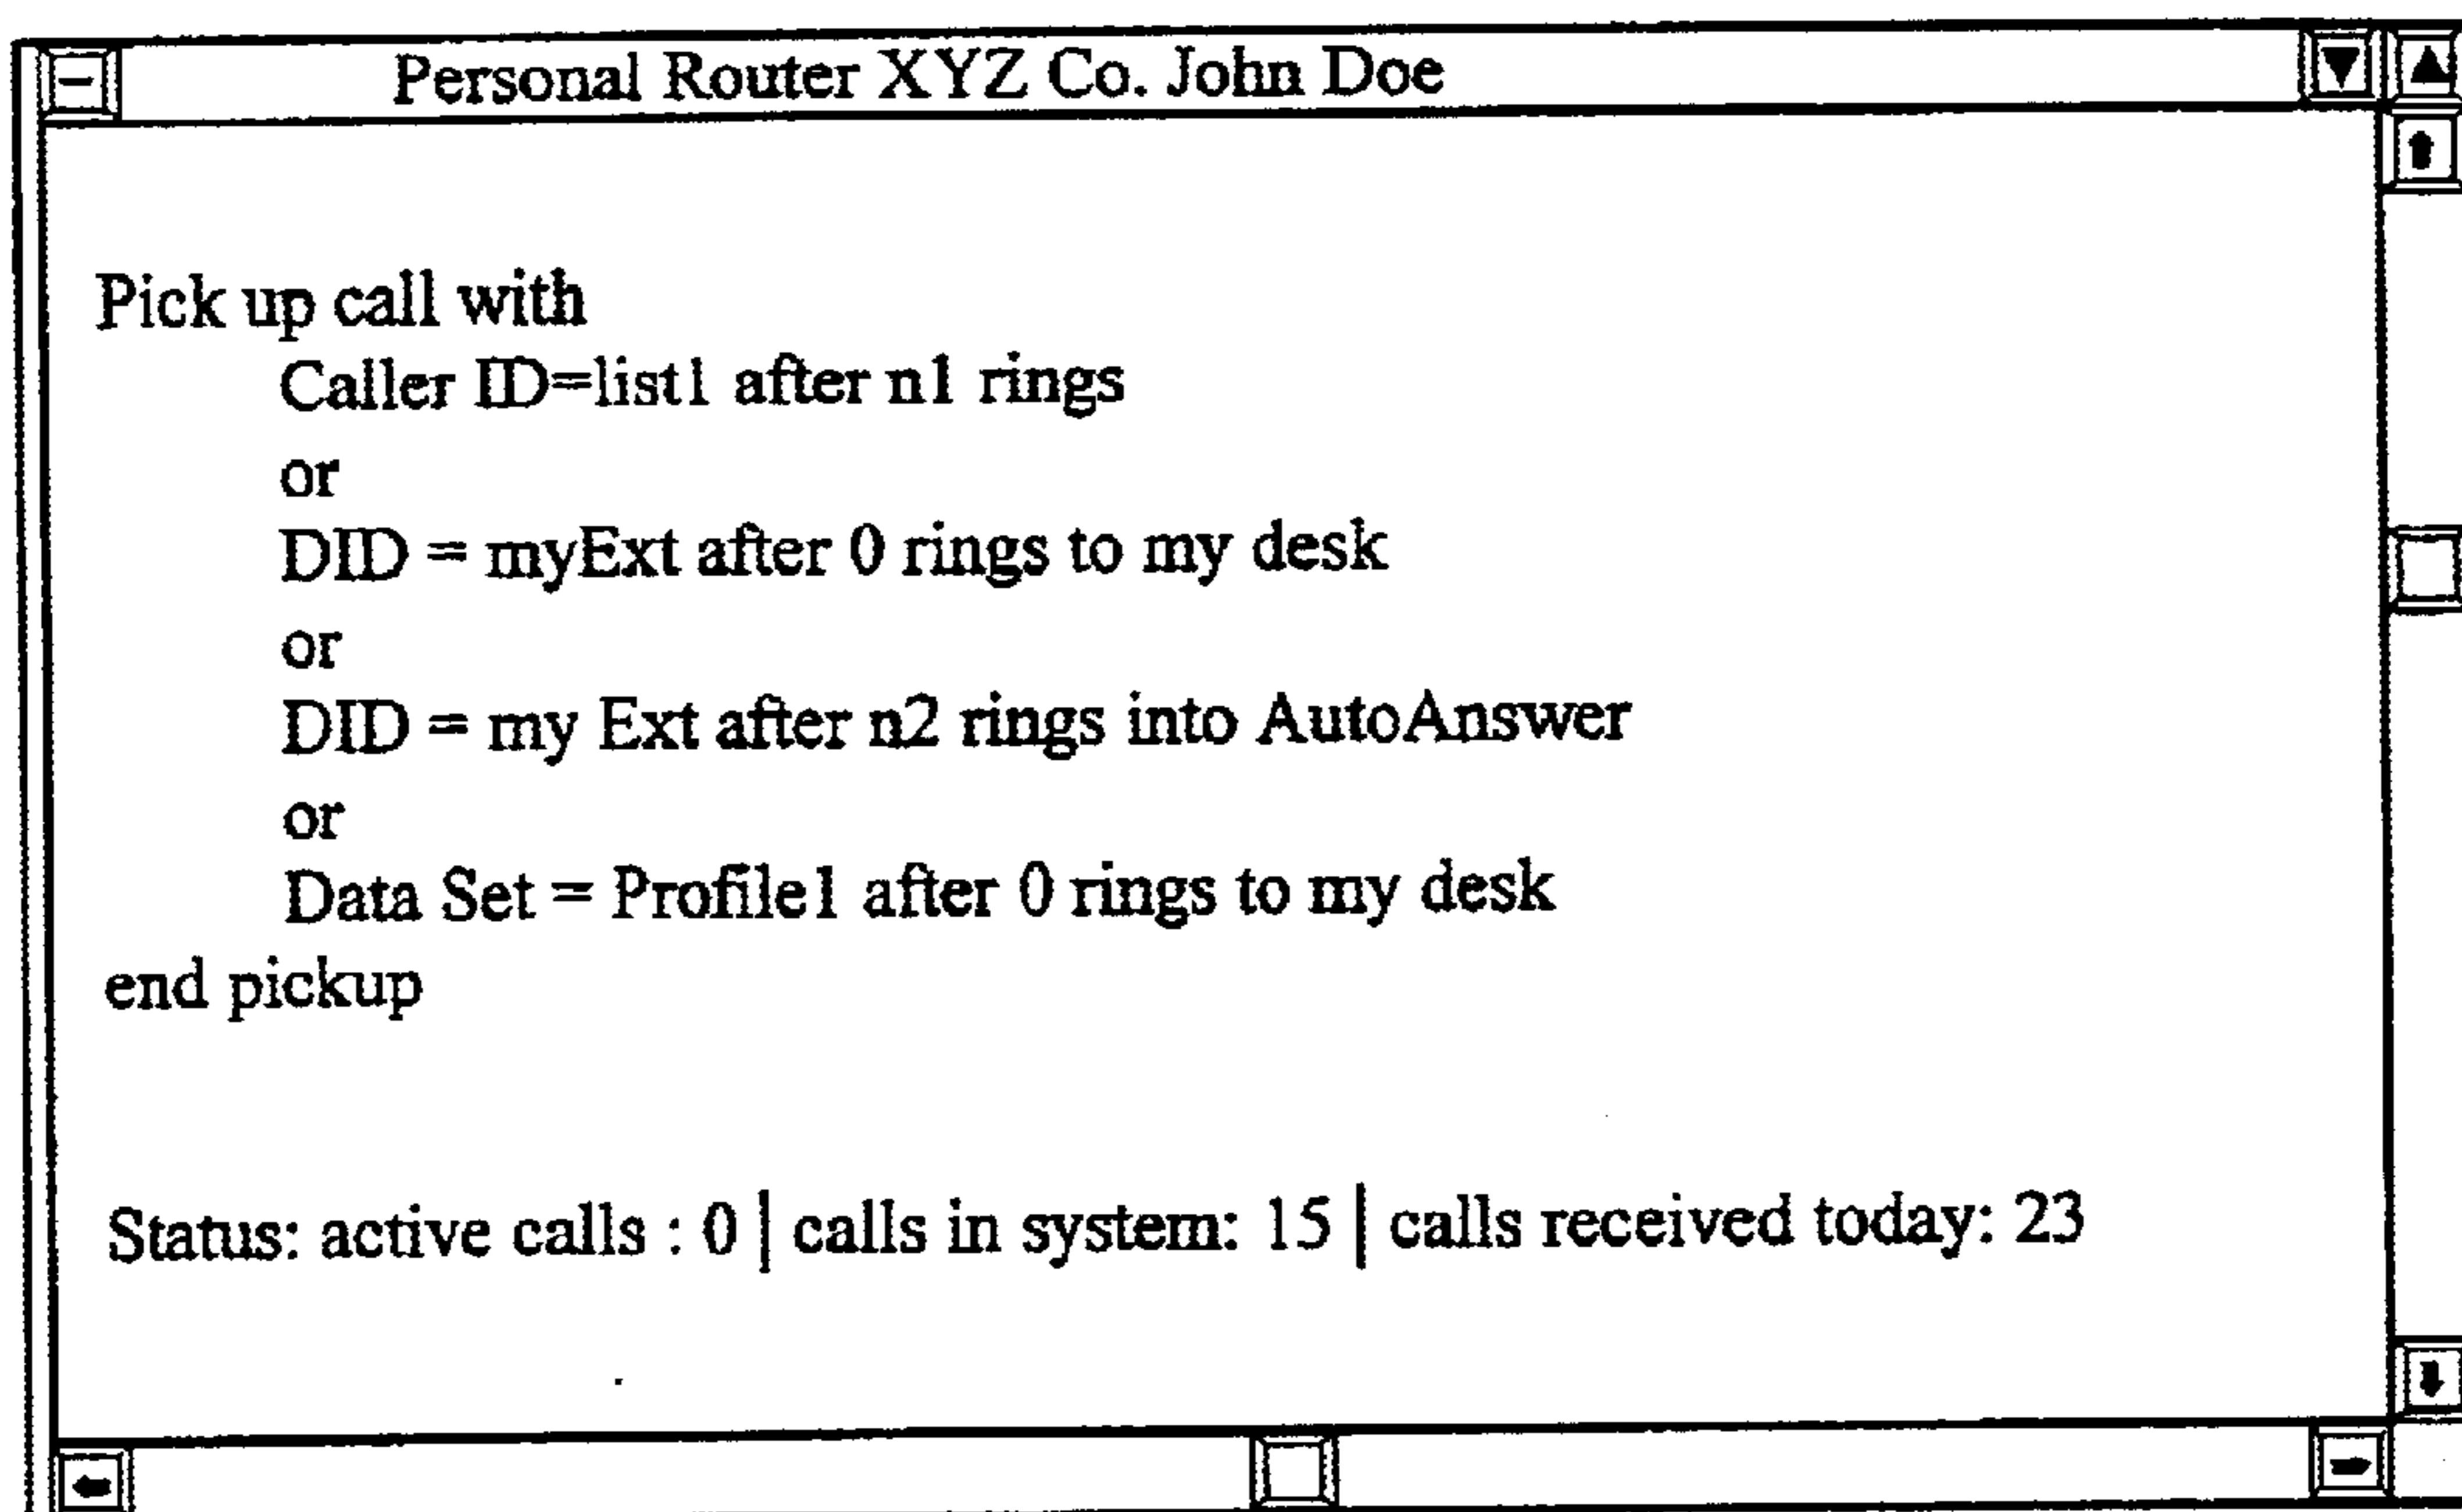 Personal Router XYZ Co. John Doe
Pick up call with
Caller ID=list1 after n1 rings
or
DID = myExt after 0 rings to my desk
or
DID = my Ext after n2 rings into AutoAnswer
or
Data Set = Profile1 after 0 rings to my desk
end pickup
Status: active calls : 0 | calls in system: 15 | calls received today: 23